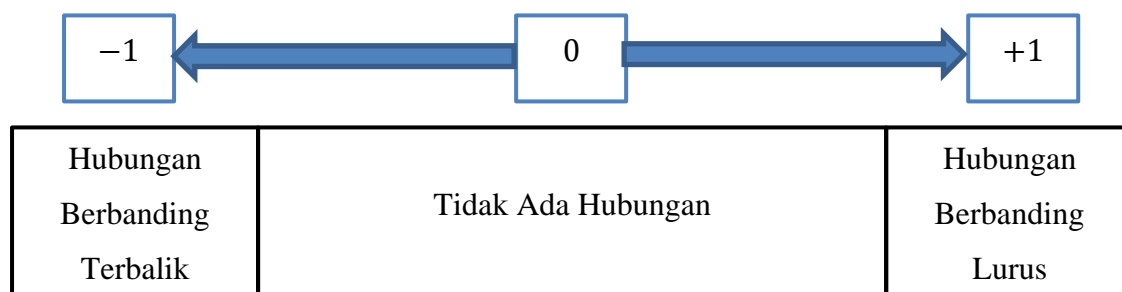 −1
0
+1
Hubungan
Berbanding
Terbalik
Tidak Ada Hubungan
Hubungan
Berbanding
Lurus